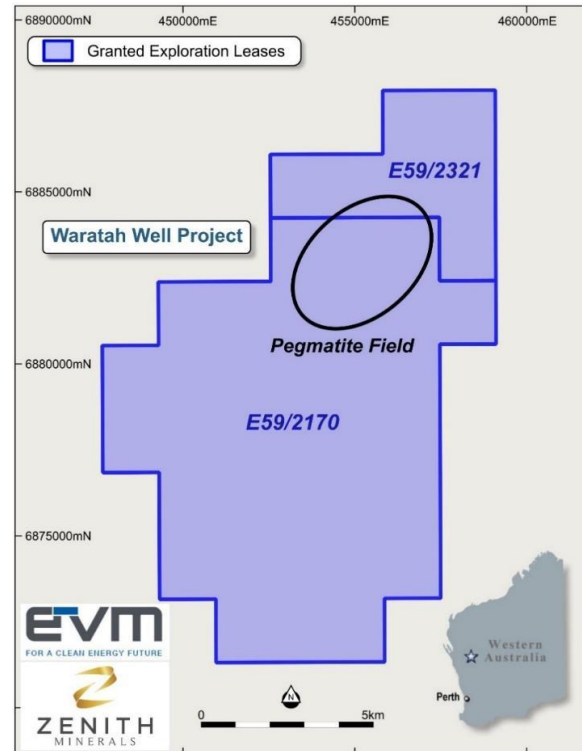 450000mE
455000mE
460000mE
6890000mN
Granted Exploration Leases
E59/2321
6885000mN
Waratah Well Project
Pegmatite Field
6880000mN
E59/2170
6875000mN
EVM
FOR A CLEAN ENERGY FUTURE
ZENITH
MINERALS
N
0
5km
Western
Australia
Perth